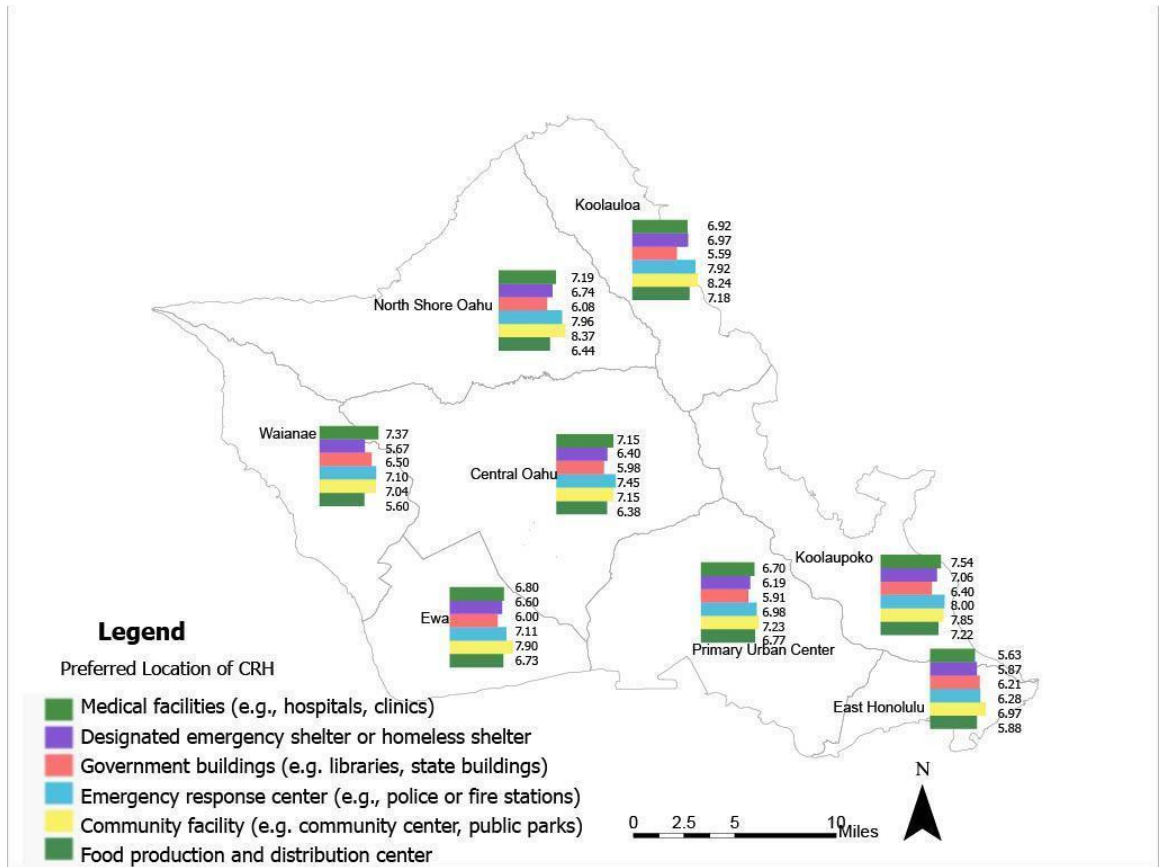 Koolauloa
6.92
6.97
5.59
7.92
8.24
7.18
North Shore Oahu
7.19
6.74
6.08
7.96
8.37
6.44
Waianae
7.37
5.67
6.50
7.10
7.04
5.60
Central Oahu
7.15
6.40
5.98
7.45
7.15
6.38
Koolaupoko
7.54
7.06
6.40
8.00
7.85
7.22
Ewa
6.80
6.60
6.00
7.11
7.90
6.73
6.70
6.19
5.91
6.98
7.23
6.77
Primary Urban Center
East Honolulu
5.63
5.87
6.21
6.28
6.97
5.88
Legend
Preferred Location of CRH
Medical facilities (e.g., hospitals, clinics)
Designated emergency shelter or homeless shelter
Government buildings (e.g. libraries, state buildings)
Emergency response center (e.g., police or fire stations)
Community facility (e.g. community center, public parks)
Food production and distribution center
0 2.5 5 10
Miles
N